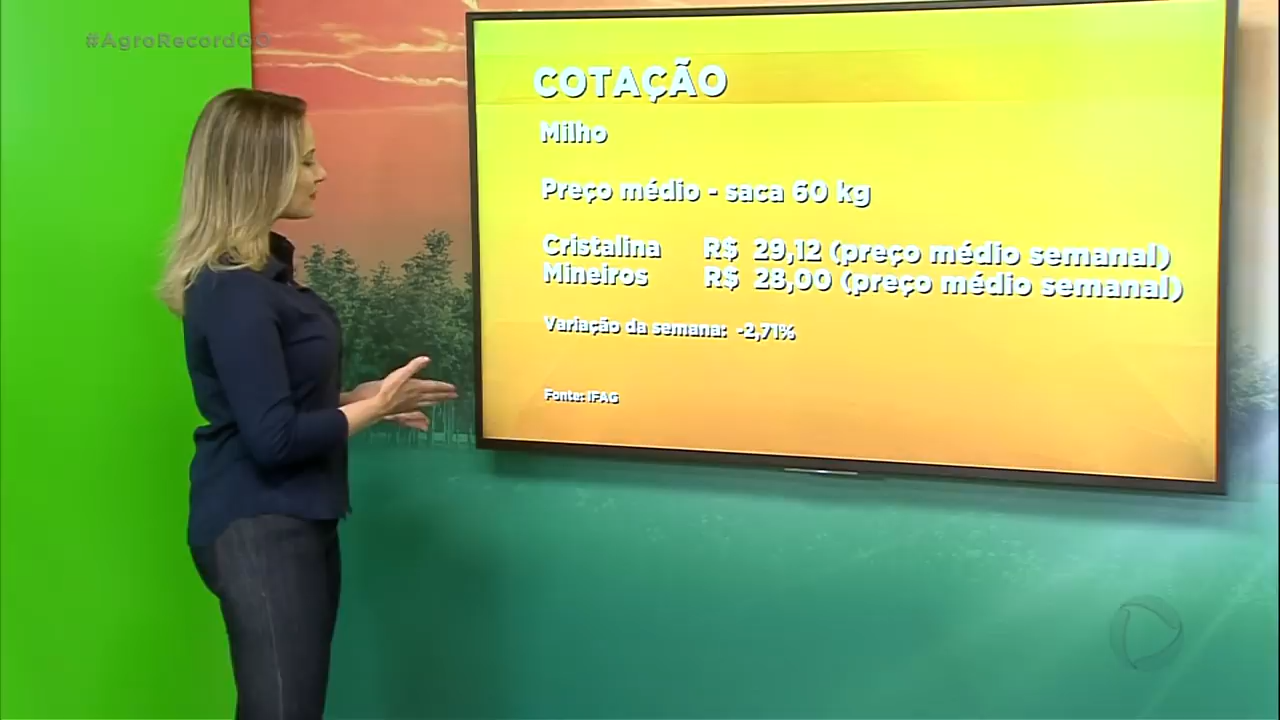 #AgroRecordGO
COTAÇÃO
Milho
Preço médio - saca 60 kg
Cristalina R$ 29,12 (preço médio semanal)
Mineiros R$ 28,00 (preço médio semanal)
Variação da semana: -2,71%
Fonte: IFAG